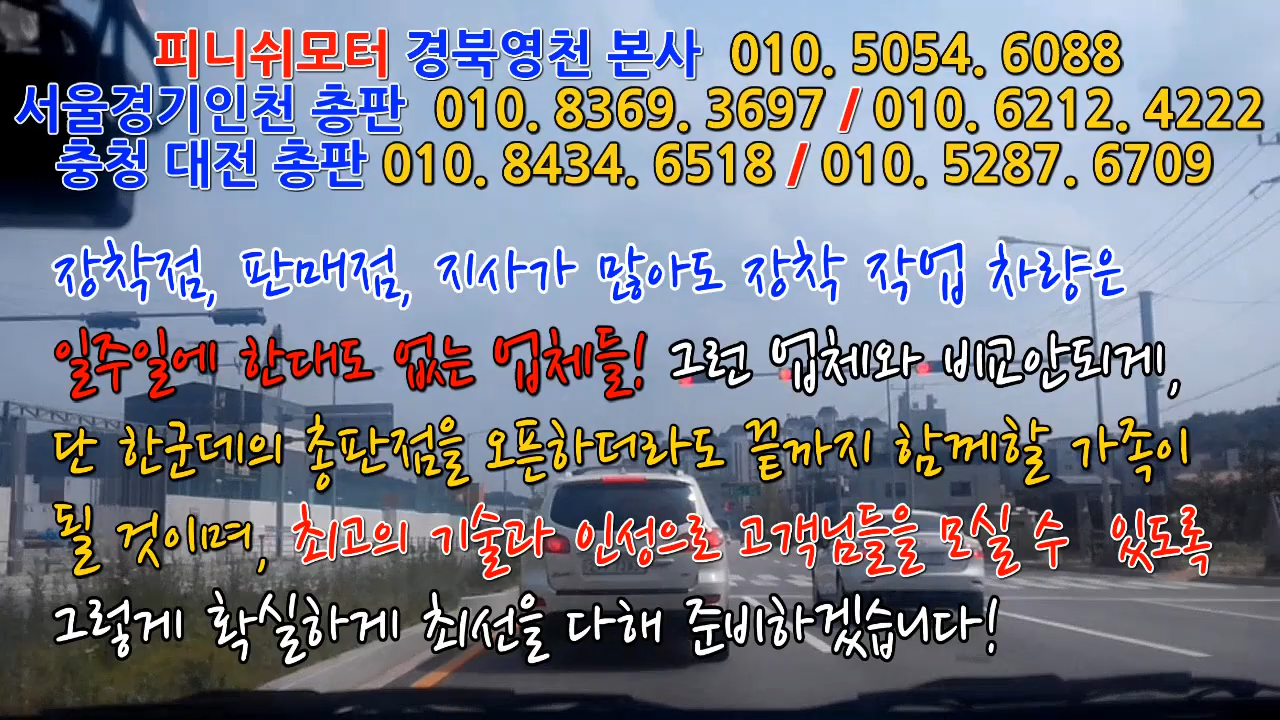 피니쉬모터 경북영천 본사 010. 5054. 6088
서울경기인천 총판 010. 8369. 3697 / 010. 6212. 4222
충청 대전 총판 010. 8434. 6518 / 010. 5287. 6709
장착점, 판매점, 지사가 많아도 장착 작업 차량은
일주일에 한대도 없는 업체들! 그런 업체와 비교안되게,
단 한군데의 총판점을 오픈하더라도 끝까지 함께할 가족이
될 것이며, 최고의 기술과 인성으로 고객님들을 모실 수 있도록
그렇게 확실하게 최선을 다해 준비하겠습니다!